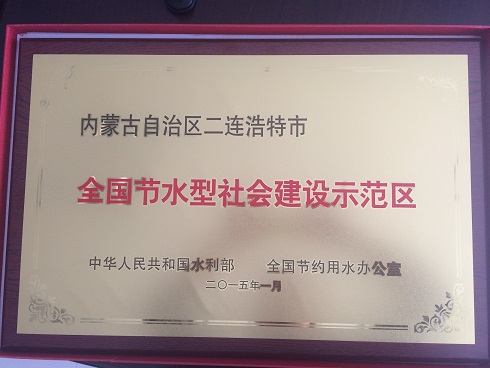 内蒙古自治区二连浩特市
全国节水型社会建设示范区
中华人民共和国水利部 全国节约用水办公室
二〇一五年一月